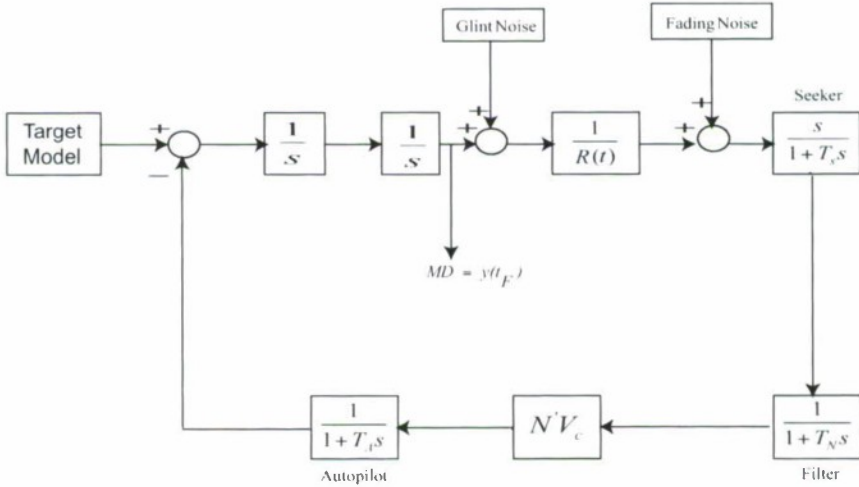 Glint Noise
Fading Noise
Seeker
Target
Model
+
−
1
s
1
s
+
+
1
R(t)
+
+
s
1 + Tₛs
MD = y(t_F)
1
1 + T_A s
Autopilot
N'V_c
1
1 + T_N s
Filter